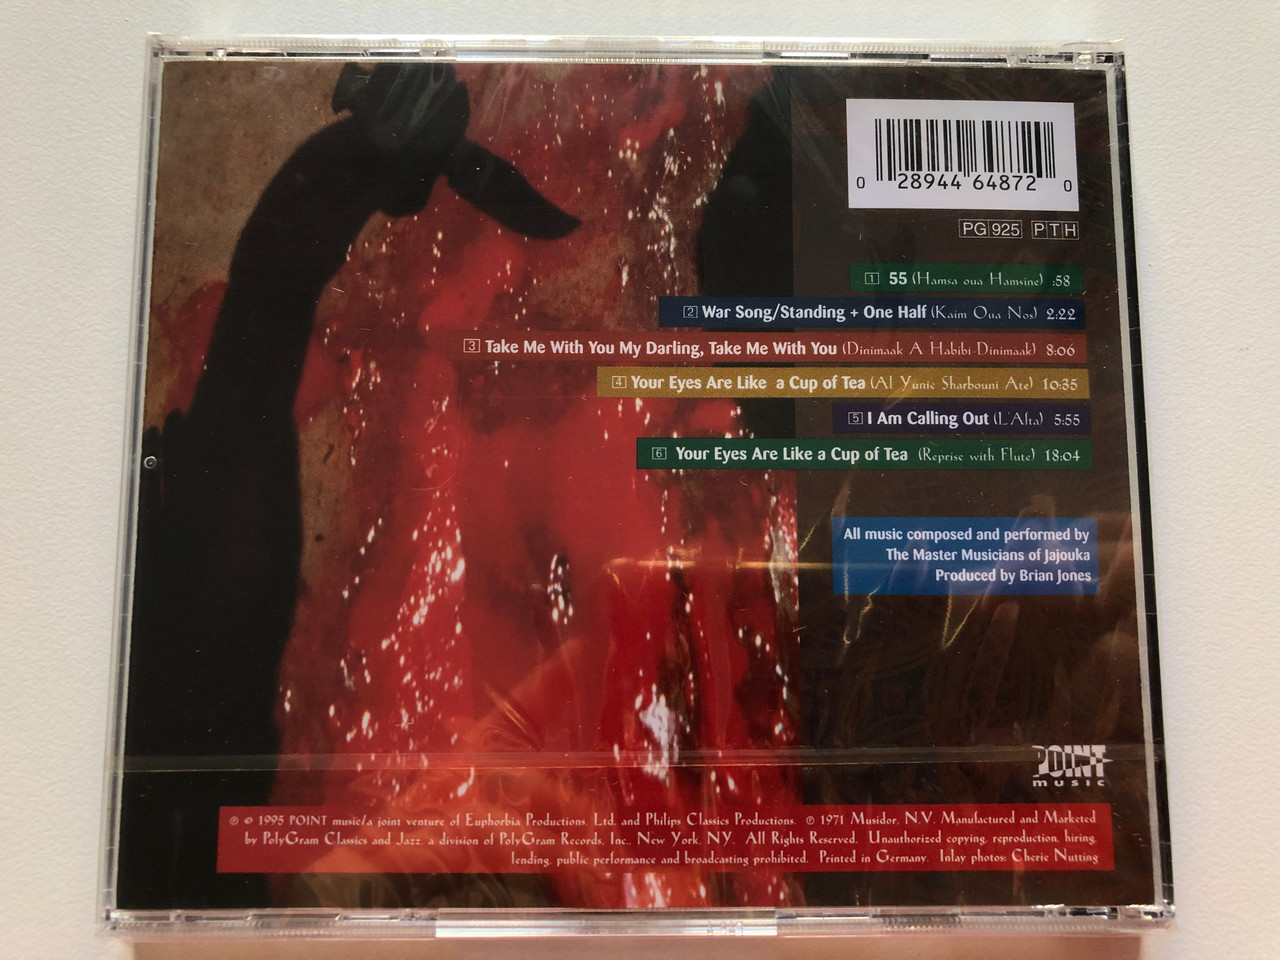 0 28944 64872 0
PG 925 PTH
1 55 (Hamsa oua Hamsine) :58
2 War Song/Standing + One Half (Kaim Oua Nos) 2:22
3 Take Me With You My Darling, Take Me With You (Dinimaak A Habibi-Dinimaak) 8:06
4 Your Eyes Are Like a Cup of Tea (Al Yunic Sharbouni Ate) 10:35
5 I Am Calling Out (L'Alta) 5:55
6 Your Eyes Are Like a Cup of Tea (Reprise with Flute) 18:04
All music composed and performed by
The Master Musicians of Jajouka
Produced by Brian Jones
POINT
music
℗ © 1995 POINT music/a joint venture of Euphorbia Productions, Ltd. and Philips Classics Productions. ℗ 1971 Musidor, N.V. Manufactured and Marketed
by PolyGram Classics and Jazz, a division of PolyGram Records, Inc., New York, NY. All Rights Reserved. Unauthorized copying, reproduction, hiring,
lending, public performance and broadcasting prohibited. Printed in Germany. Inlay photos: Cherie Nutting